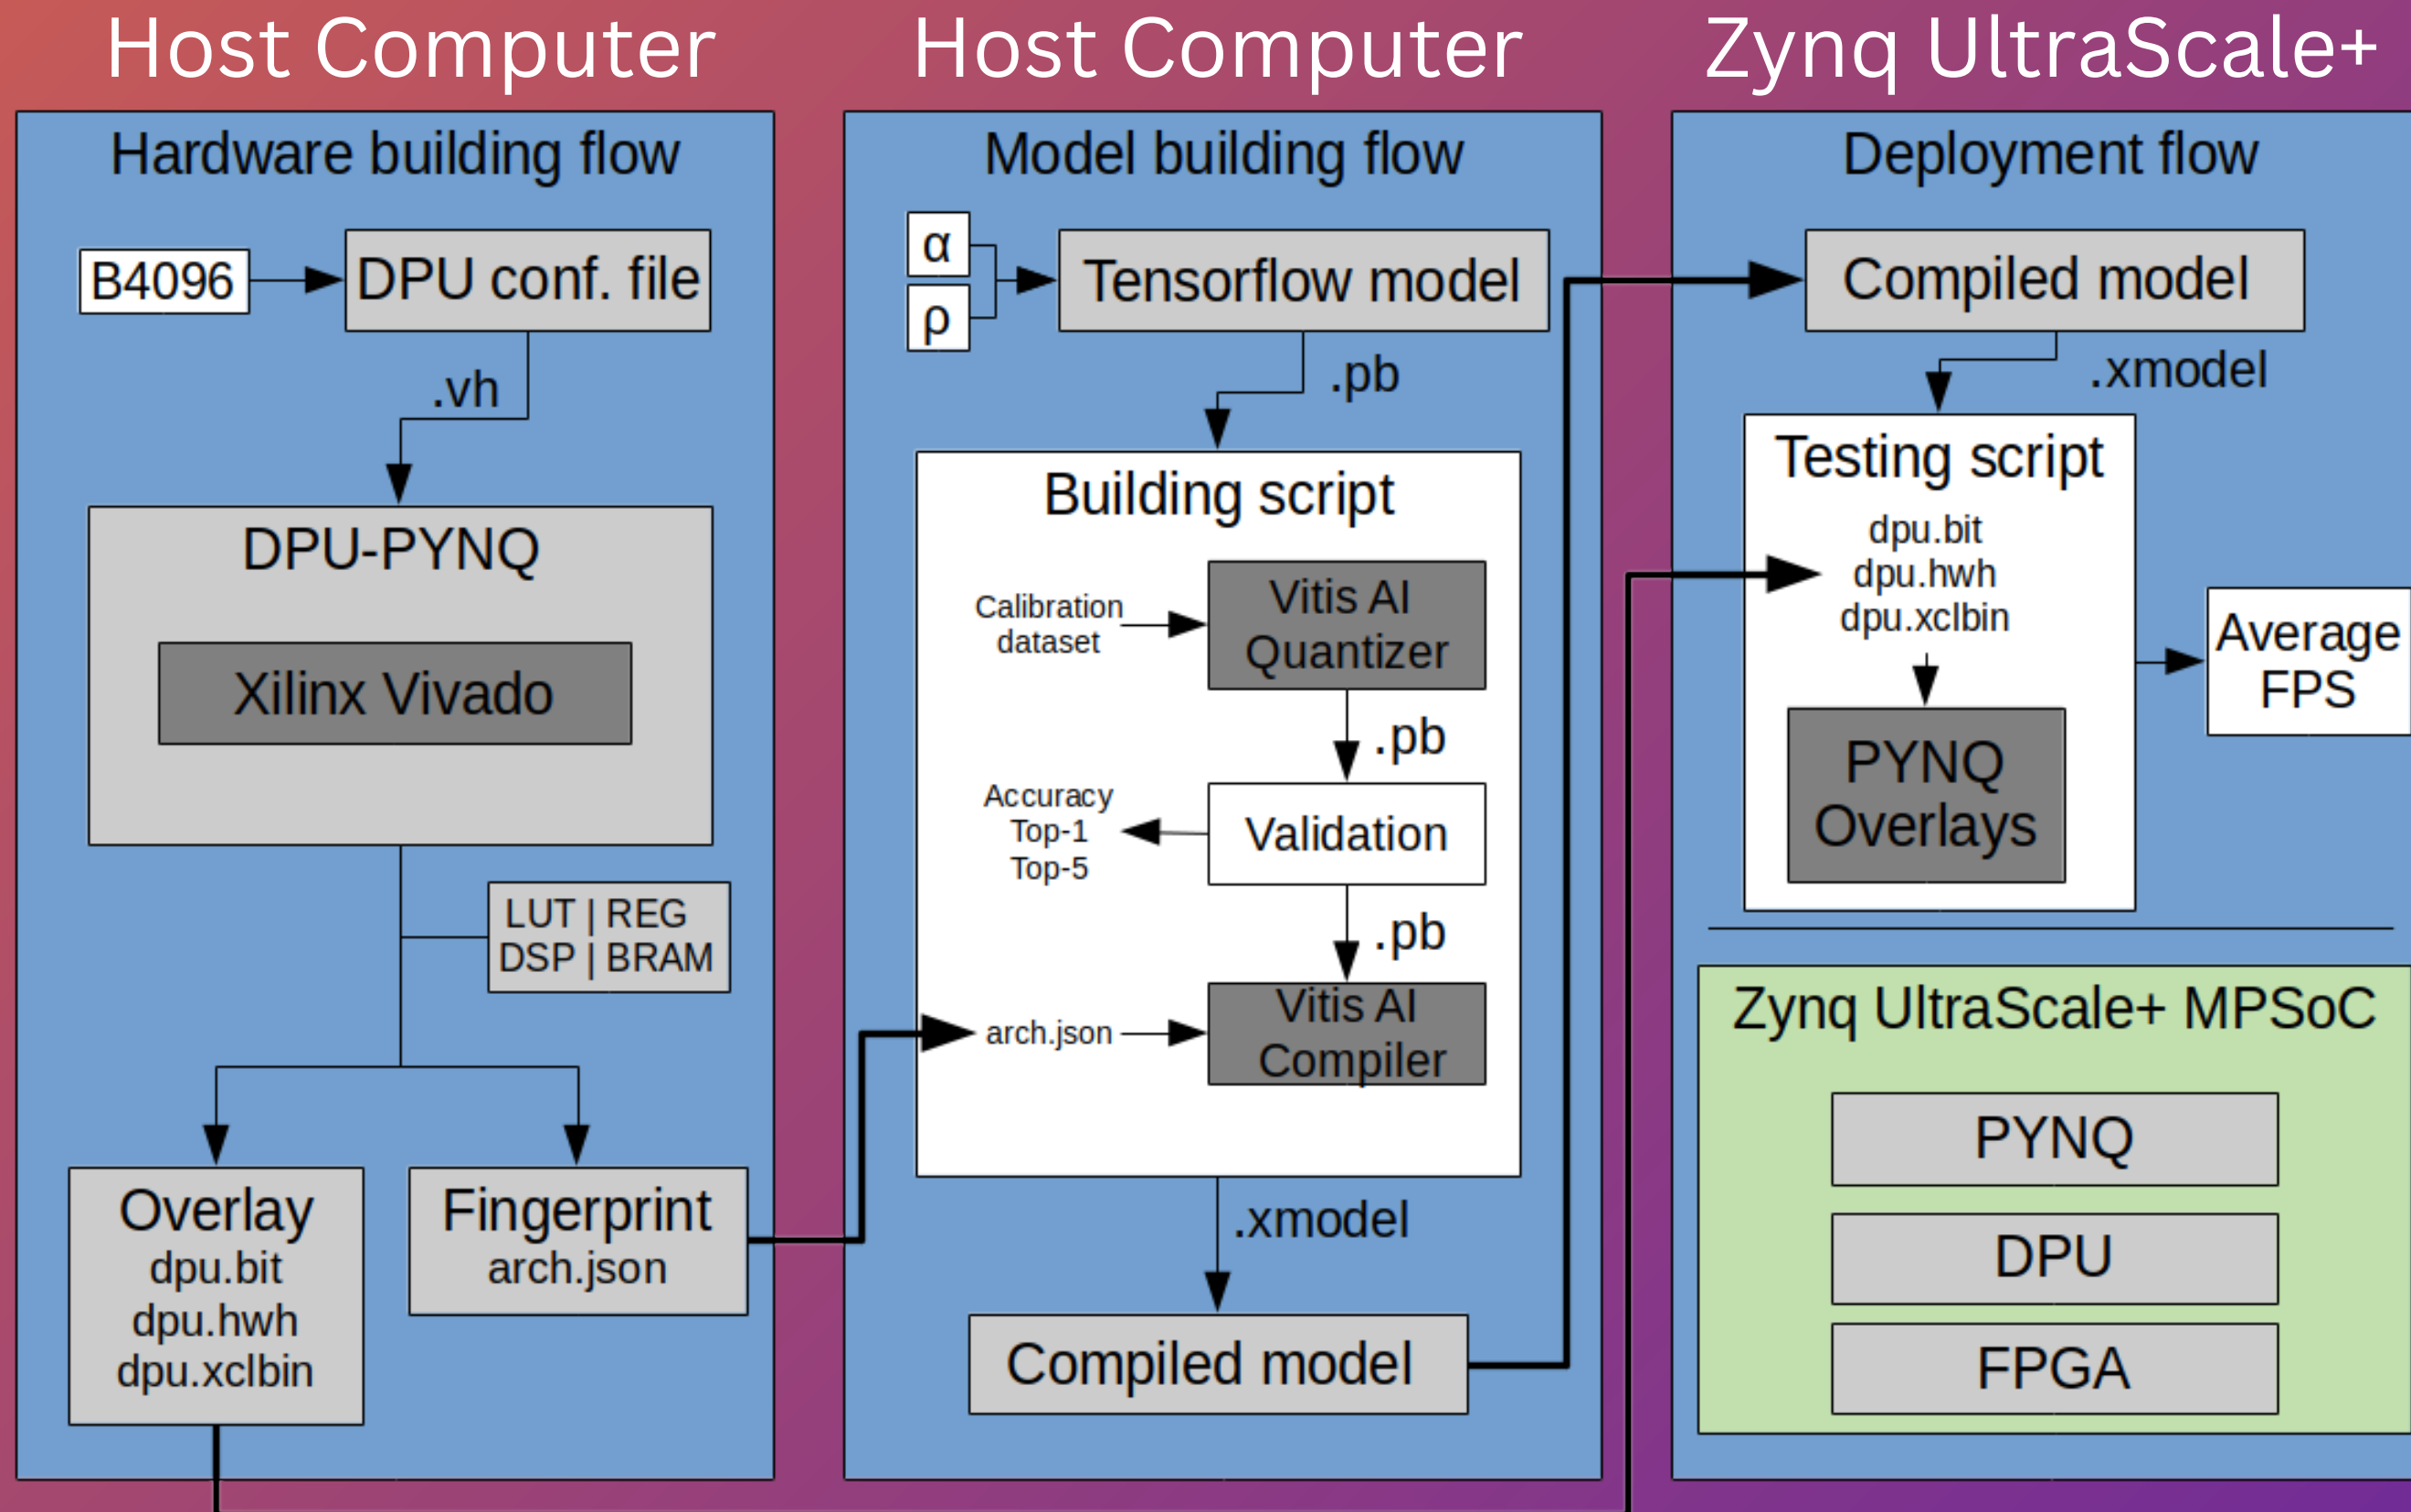 Host Computer
Hardware building flow
B4096
DPU conf. file
.vh
DPU-PYNQ
Xilinx Vivado
LUT | REG
DSP | BRAM
Overlay
dpu.bit
dpu.hwh
dpu.xclbin
Fingerprint
arch.json
Host Computer
Model building flow
α
ρ
Tensorflow model
.pb
Building script
Calibration
dataset
Vitis AI
Quantizer
.pb
Accuracy
Top-1
Top-5
Validation
.pb
arch.json
Vitis AI
Compiler
.xmodel
Compiled model
Zynq UltraScale+
Deployment flow
Compiled model
.xmodel
Testing script
dpu.bit
dpu.hwh
dpu.xclbin
PYNQ
Overlays
Average
FPS
Zynq UltraScale+ MPSoC
PYNQ
DPU
FPGA